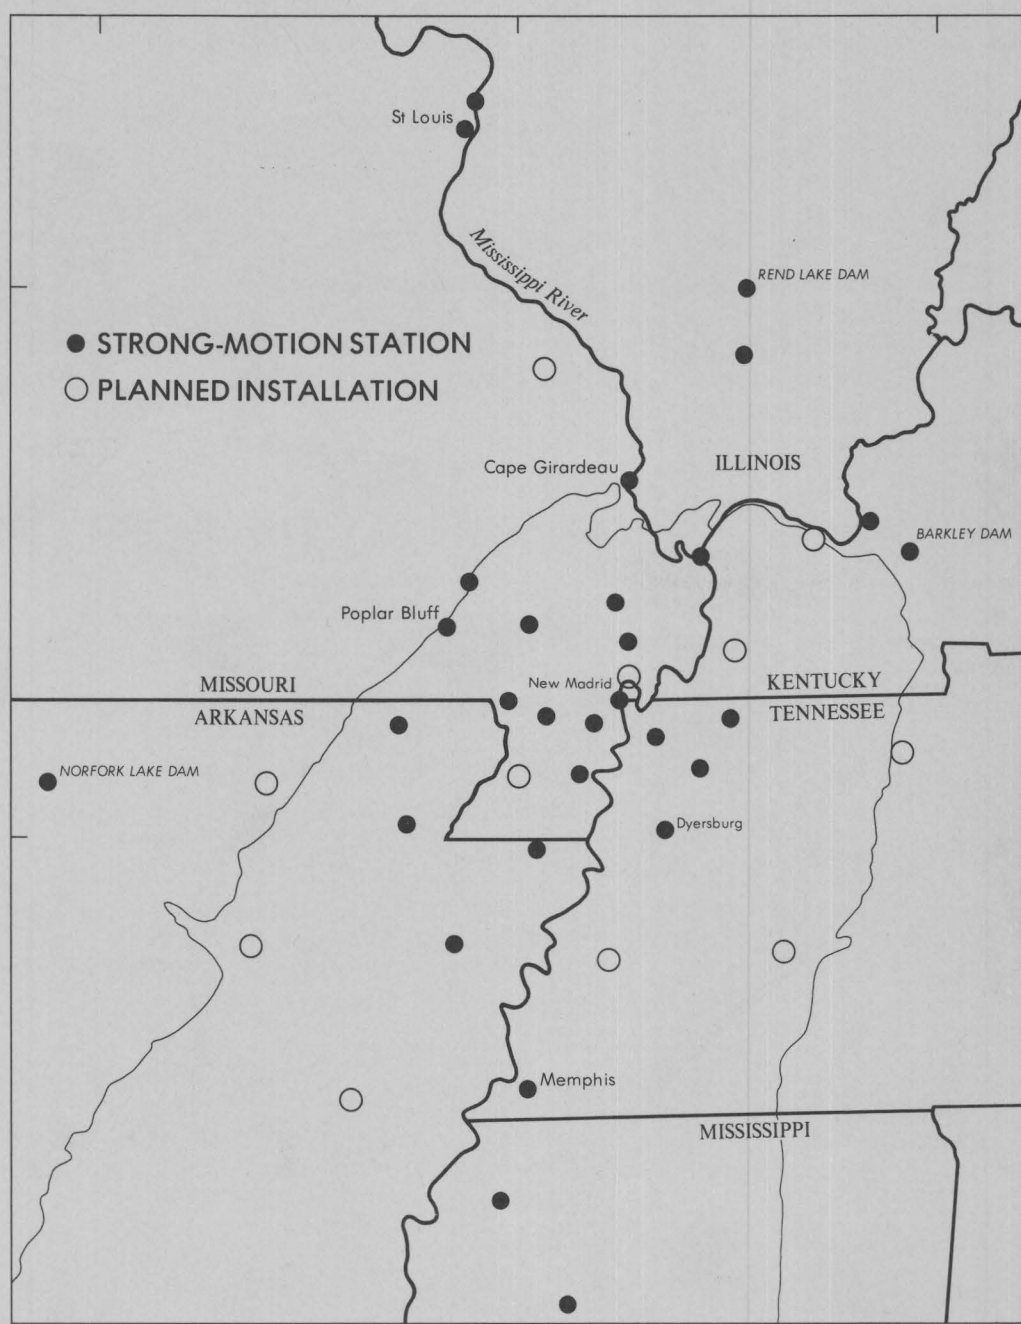 St Louis
Mississippi River
REND LAKE DAM
STRONG-MOTION STATION
PLANNED INSTALLATION
Cape Girardeau
ILLINOIS
BARKLEY DAM
Poplar Bluff
MISSOURI
New Madrid
KENTUCKY
ARKANSAS
TENNESSEE
NORFORK LAKE DAM
Dyersburg
Memphis
MISSISSIPPI